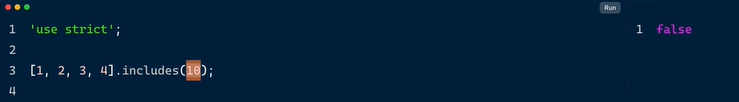 Run
1 'use strict';
2
3 [1, 2, 3, 4].includes(10);
4
1 false